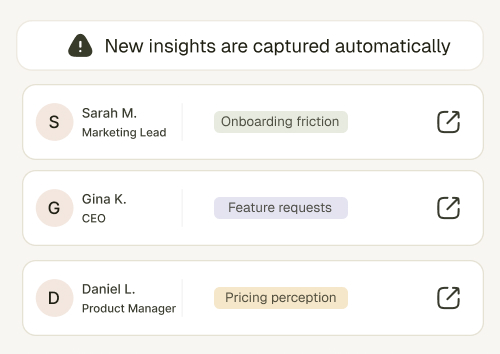 New insights are captured automatically
S
Sarah M.
Marketing Lead
Onboarding friction
G
Gina K.
CEO
Feature requests
D
Daniel L.
Product Manager
Pricing perception